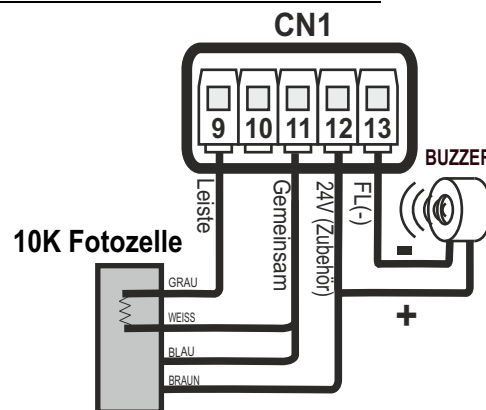 CN1
9 10 11 12 13
BUZZER
Leiste
Gemeinsam
24V (Zubehör)
FL(-)
-
+
10K Fotozelle
GRAU
WEISS
BLAU
BRAUN